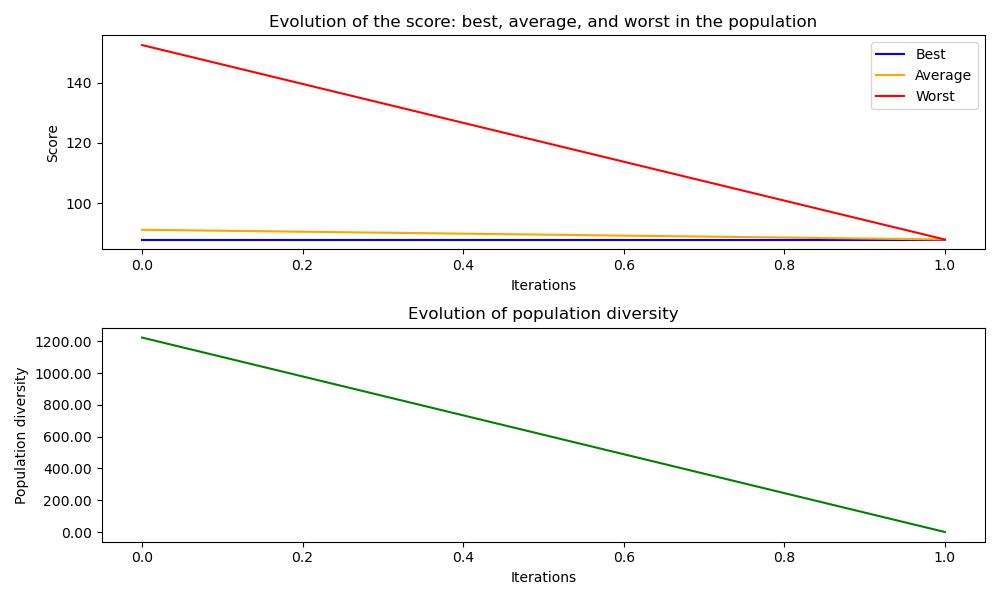 Evolution of the score: best, average, and worst in the population
Score
140
120
100
Best
Average
Worst
0.0 0.2 0.4 0.6 0.8 1.0
Iterations
Evolution of population diversity
Population diversity
1200.00
1000.00
800.00
600.00
400.00
200.00
0.00
0.0 0.2 0.4 0.6 0.8 1.0
Iterations